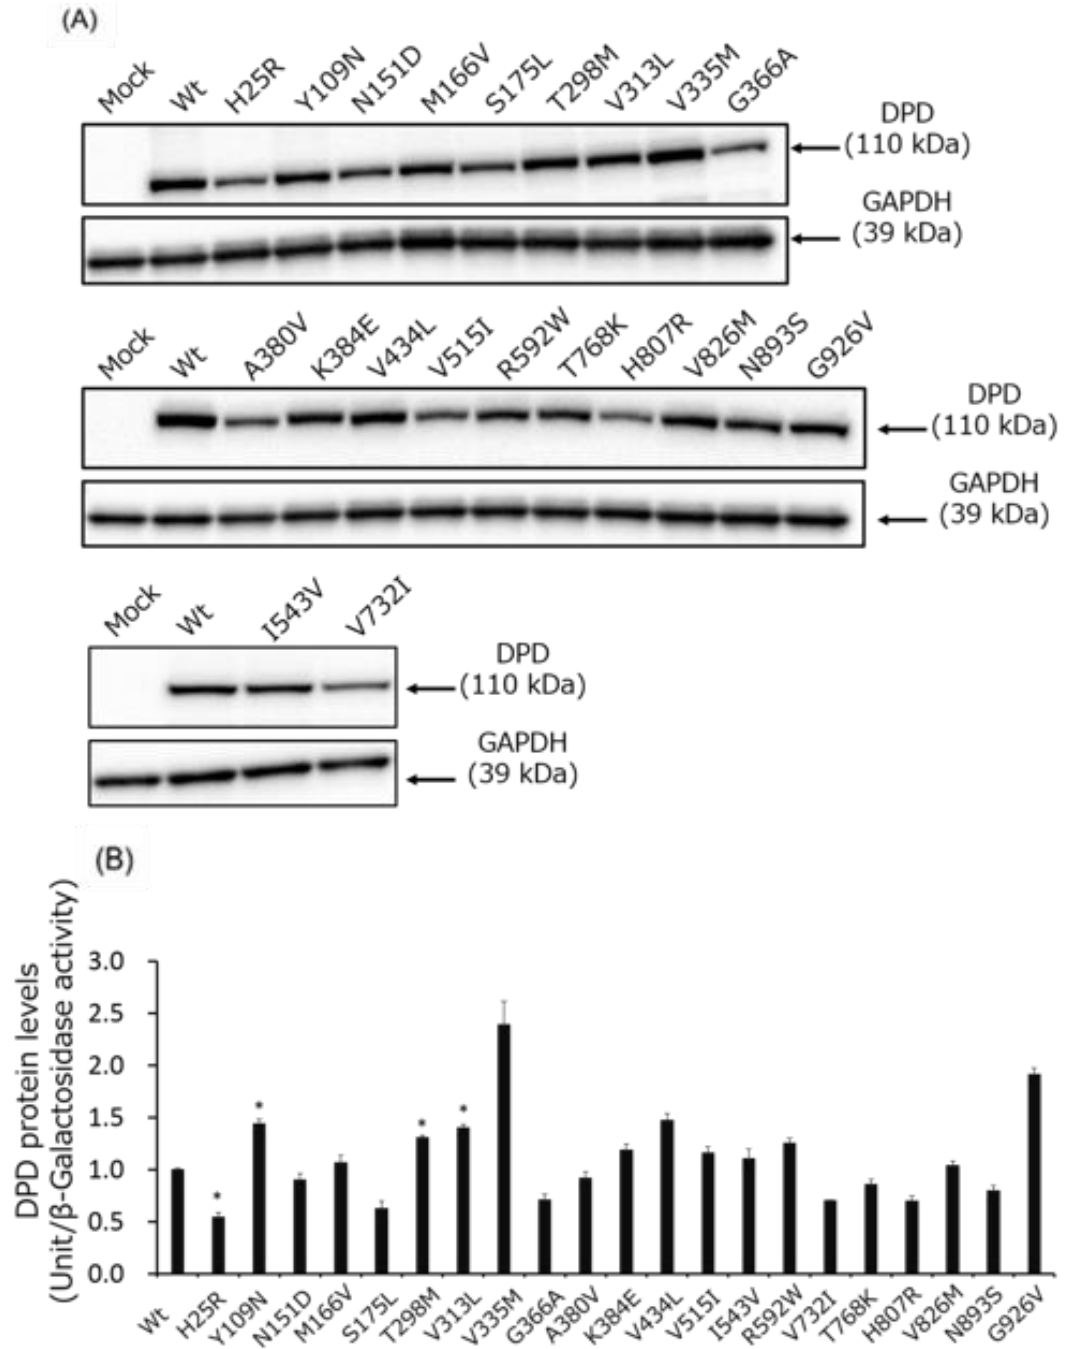 (A)
Mock Wt H25R Y109N N151D M166V S175L T298M V313L V335M G366A
DPD
(110 kDa)
GAPDH
(39 kDa)
Mock Wt A380V K384E V434L V515I R592W T768K H807R V826M N893S G926V
DPD
(110 kDa)
GAPDH
(39 kDa)
Mock Wt I543V V732I
DPD
(110 kDa)
GAPDH
(39 kDa)
(B)
DPD protein levels
(Unit/β-Galactosidase activity)
3.0
2.5
2.0
1.5
1.0
0.5
0.0
* * * *
Wt H25R Y109N N151D M166V S175L T298M V313L V335M G366A A380V K384E V434L V515I I543V R592W V732I T768K H807R V826M N893S G926V